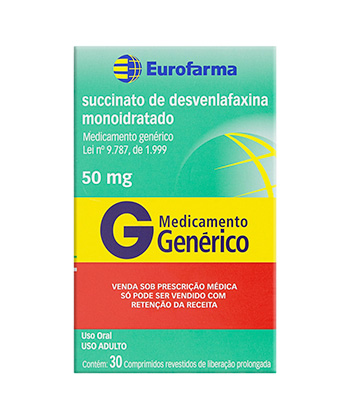 Eurofarma
succinato de desvenlafaxina
monoidratado
Medicamento genérico
Lei nº 9.787, de 1.999
50 mg
G Medicamento
Genérico
VENDA SOB PRESCRIÇÃO MÉDICA
SÓ PODE SER VENDIDO COM
RETENÇÃO DA RECEITA
Uso Oral
USO ADULTO
Contém: 30 Comprimidos revestidos de liberação prolongada